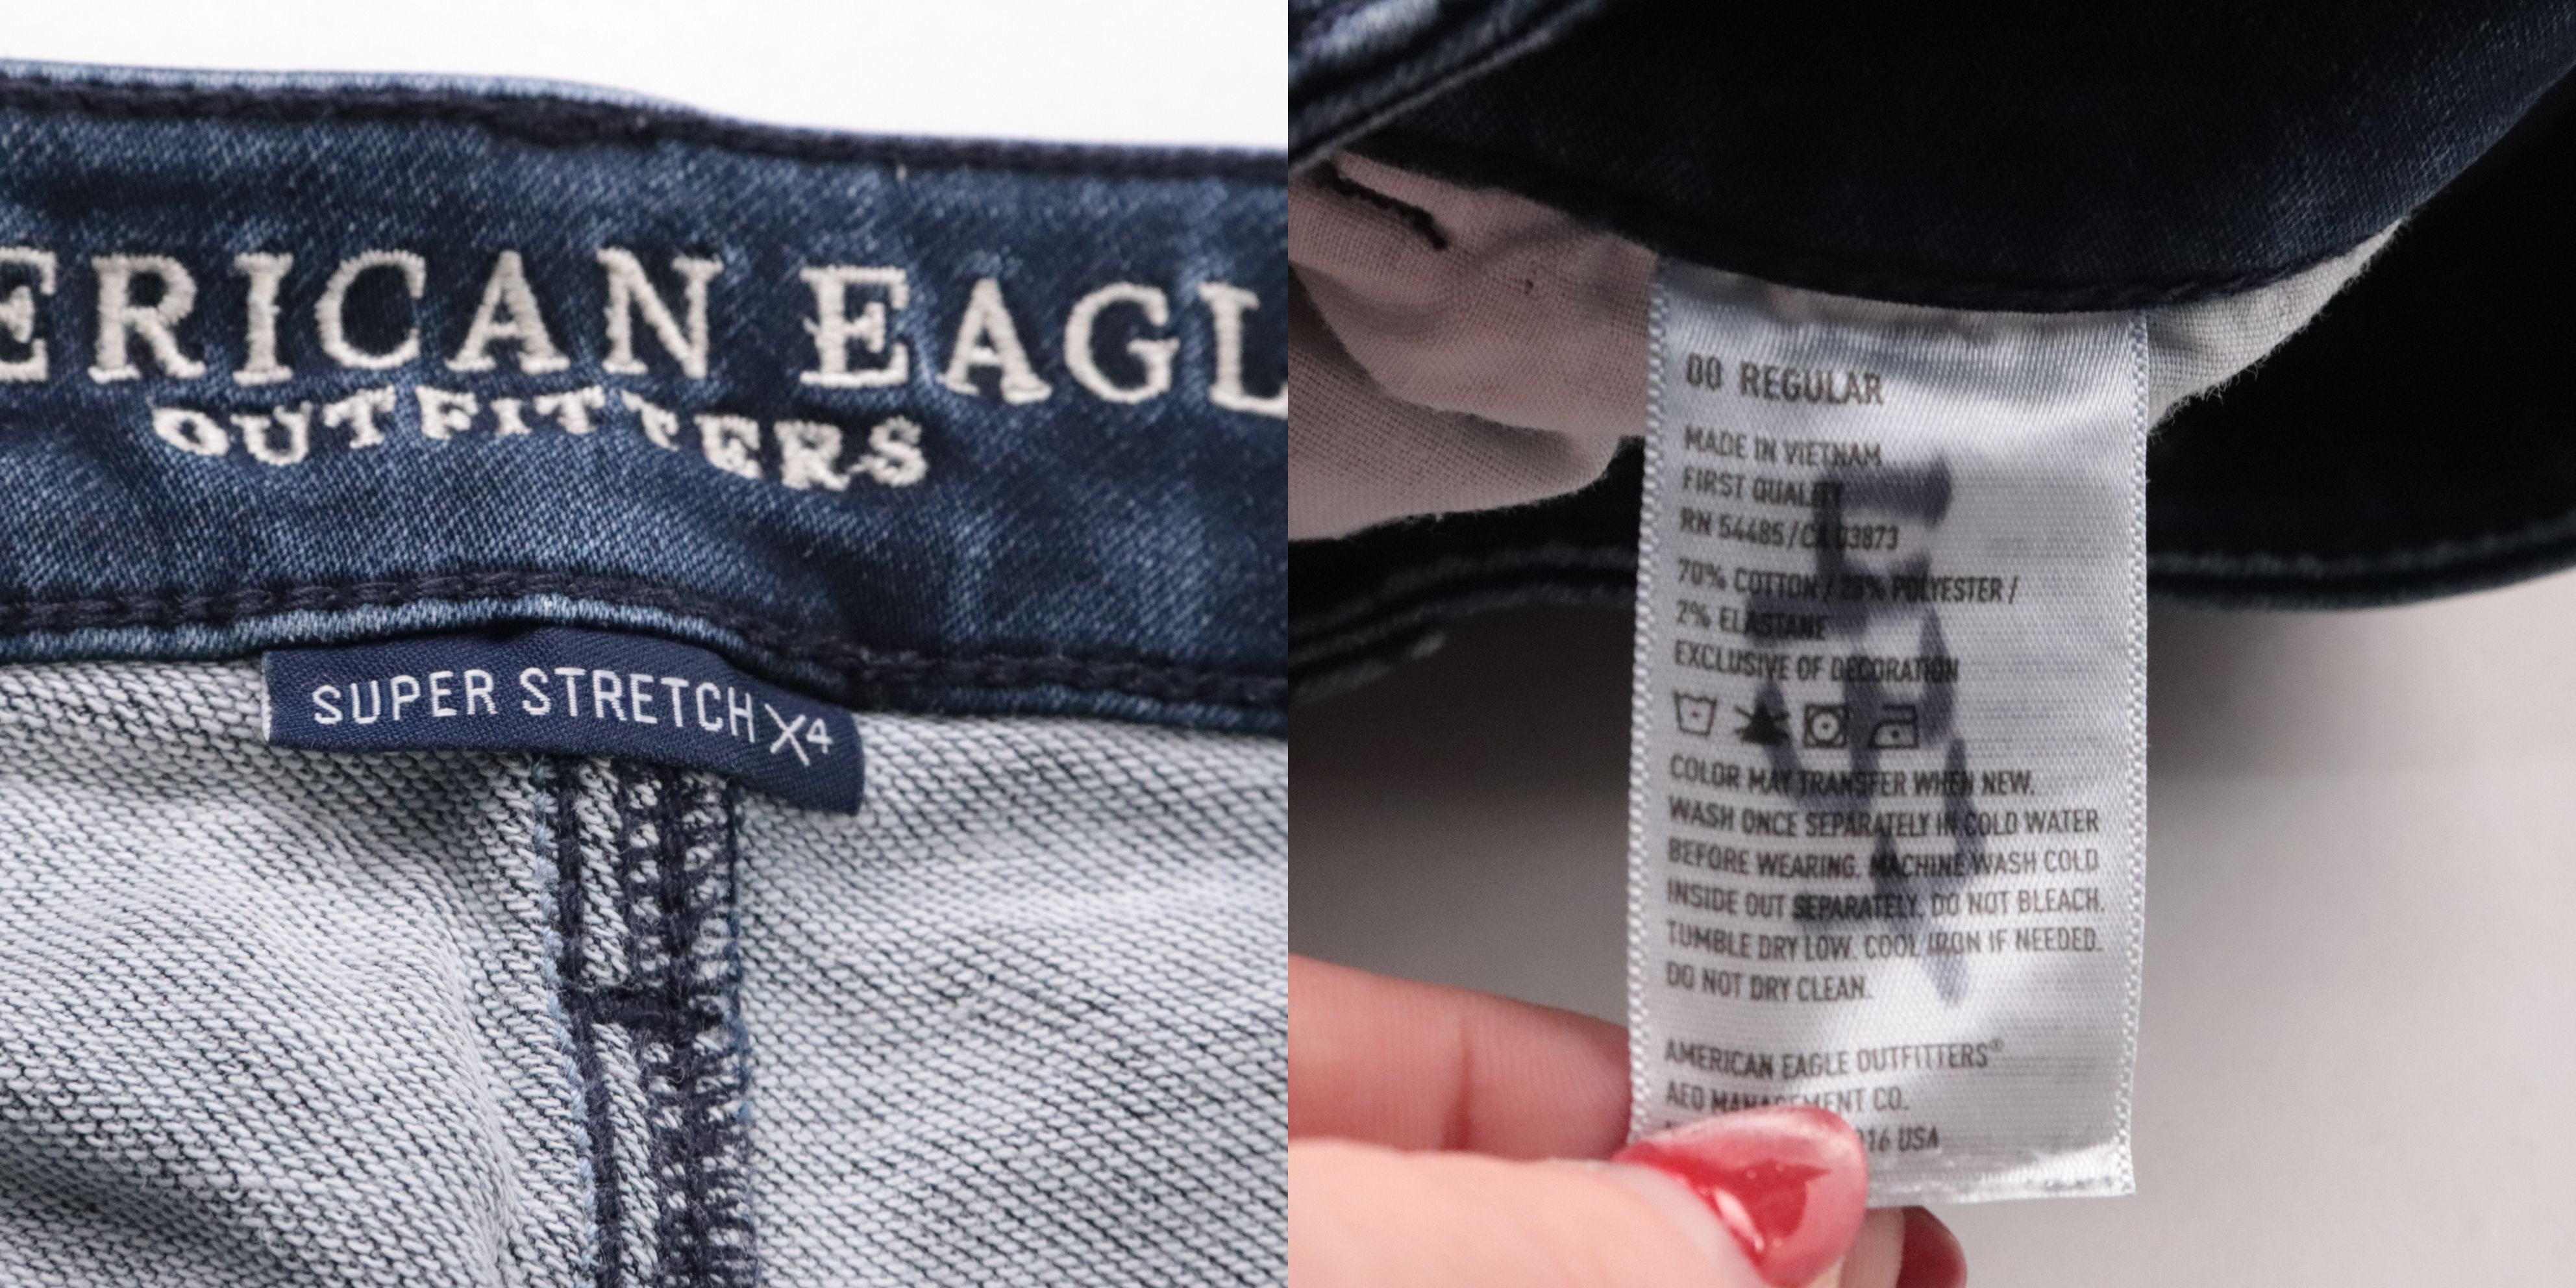 ERICAN EAGL
OUTFITTERS
SUPER STRETCH X4
00 REGULAR
MADE IN VIETNAM
FIRST QUALITY
RN 54485/CA 03873
70% COTTON / 28% POLYESTER /
2% ELASTANE
EXCLUSIVE OF DECORATION
COLOR MAY TRANSFER WHEN NEW.
WASH ONCE SEPARATELY IN COLD WATER
BEFORE WEARING. MACHINE WASH COLD
INSIDE OUT SEPARATELY. DO NOT BLEACH.
TUMBLE DRY LOW. COOL IRON IF NEEDED.
DO NOT DRY CLEAN.
AMERICAN EAGLE OUTFITTERS®
AEO MANAGEMENT CO.
16 USA